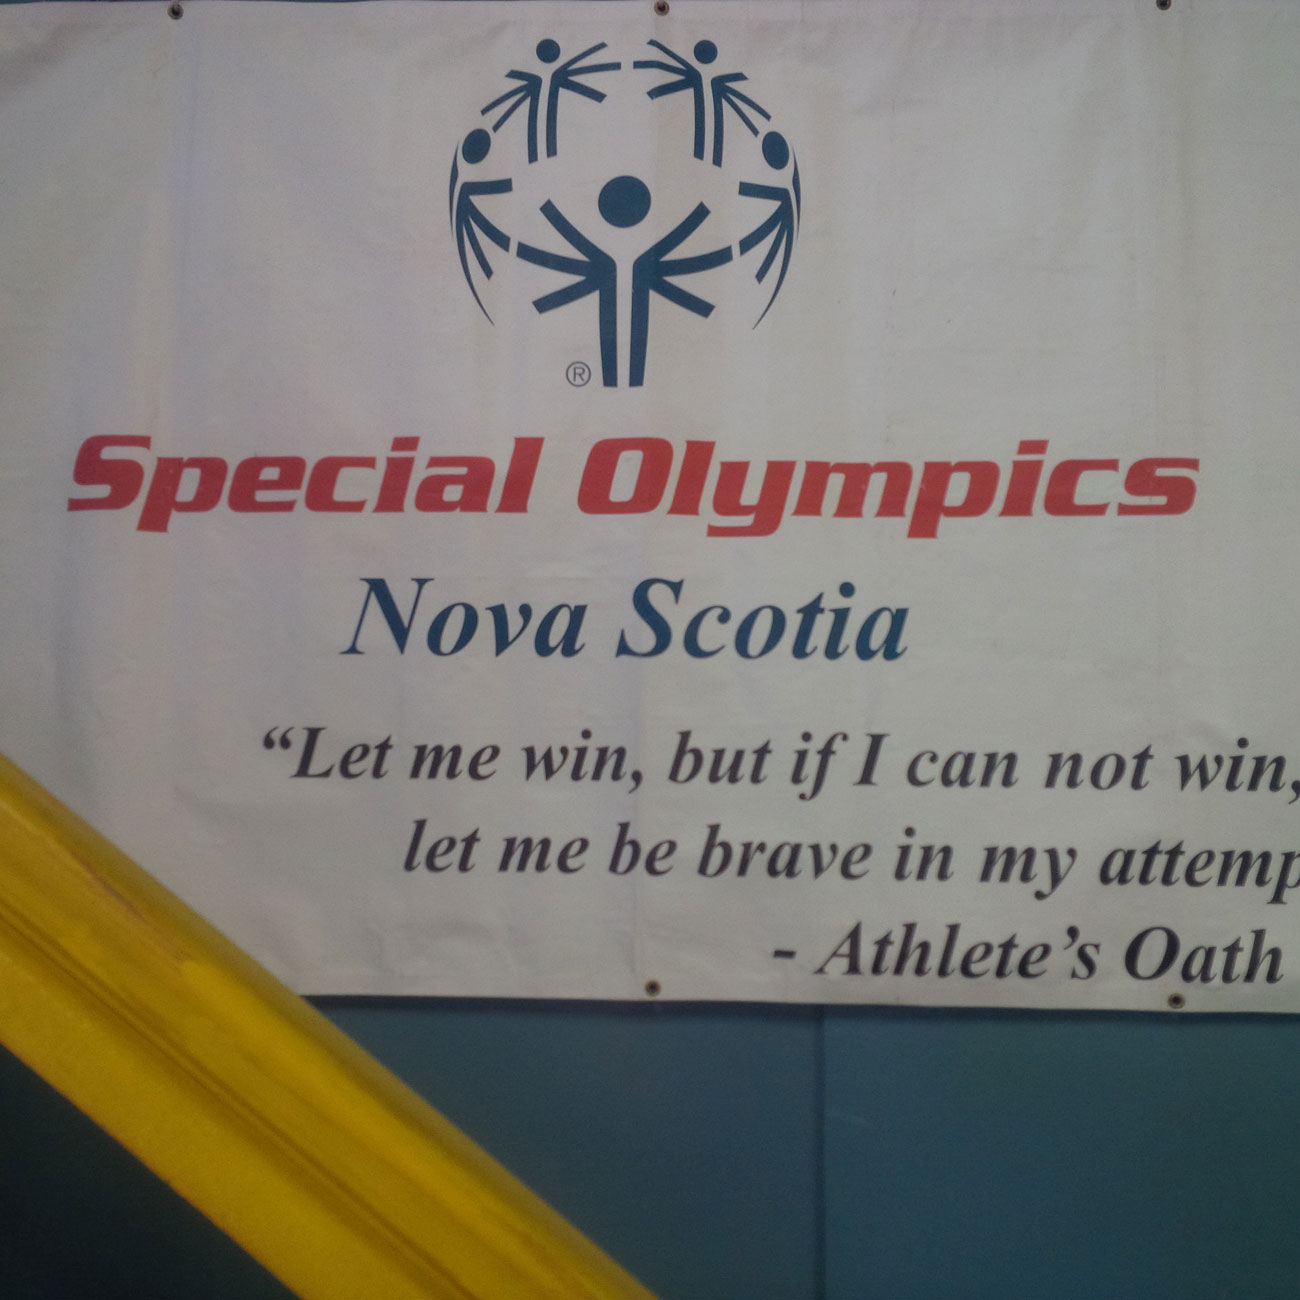 ®
Special Olympics
Nova Scotia
“Let me win, but if I can not win,
let me be brave in my attemp
- Athlete’s Oath